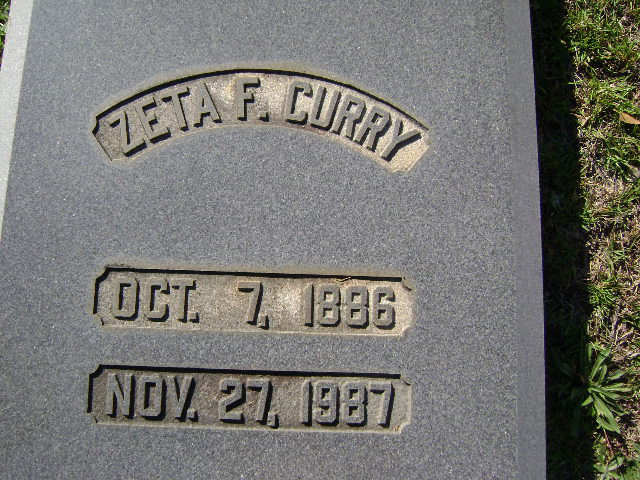 ZETA F. CURRY
OCT. 7, 1886
NOV. 27, 1987